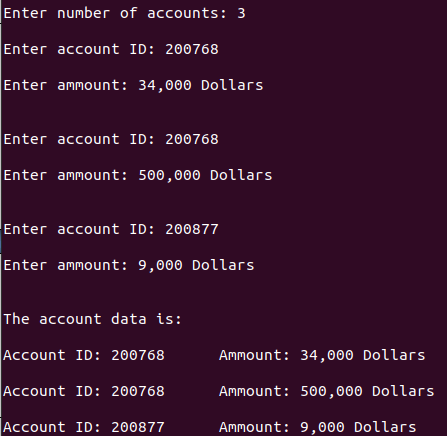 Enter number of accounts: 3
Enter account ID: 200768
Enter ammount: 34,000 Dollars
Enter account ID: 200768
Enter ammount: 500,000 Dollars
Enter account ID: 200877
Enter ammount: 9,000 Dollars
The account data is:
Account ID: 200768 Ammount: 34,000 Dollars
Account ID: 200768 Ammount: 500,000 Dollars
Account ID: 200877 Ammount: 9,000 Dollars